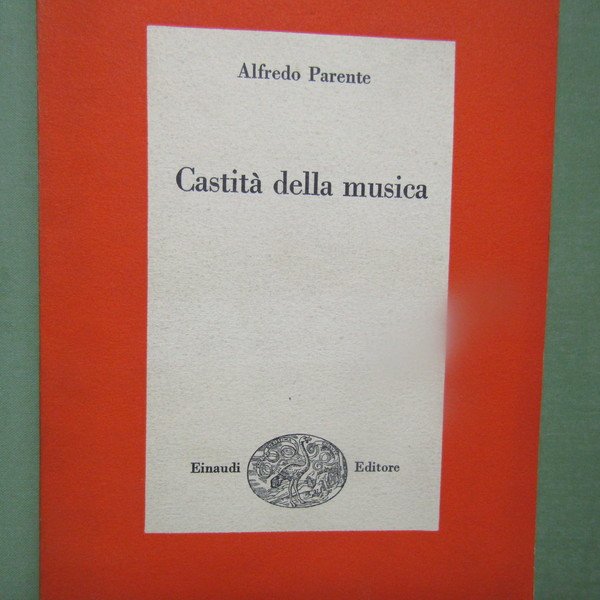 Alfredo Parente
Castità della musica
Einaudi Editore